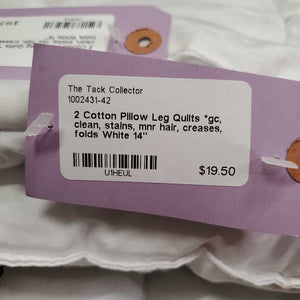 The Tack Collector
1002431-42
2 Cotton Pillow Leg Quilts *gc,
clean, stains, mnr hair, creases,
folds White 14"
$19.50
U1HEUL